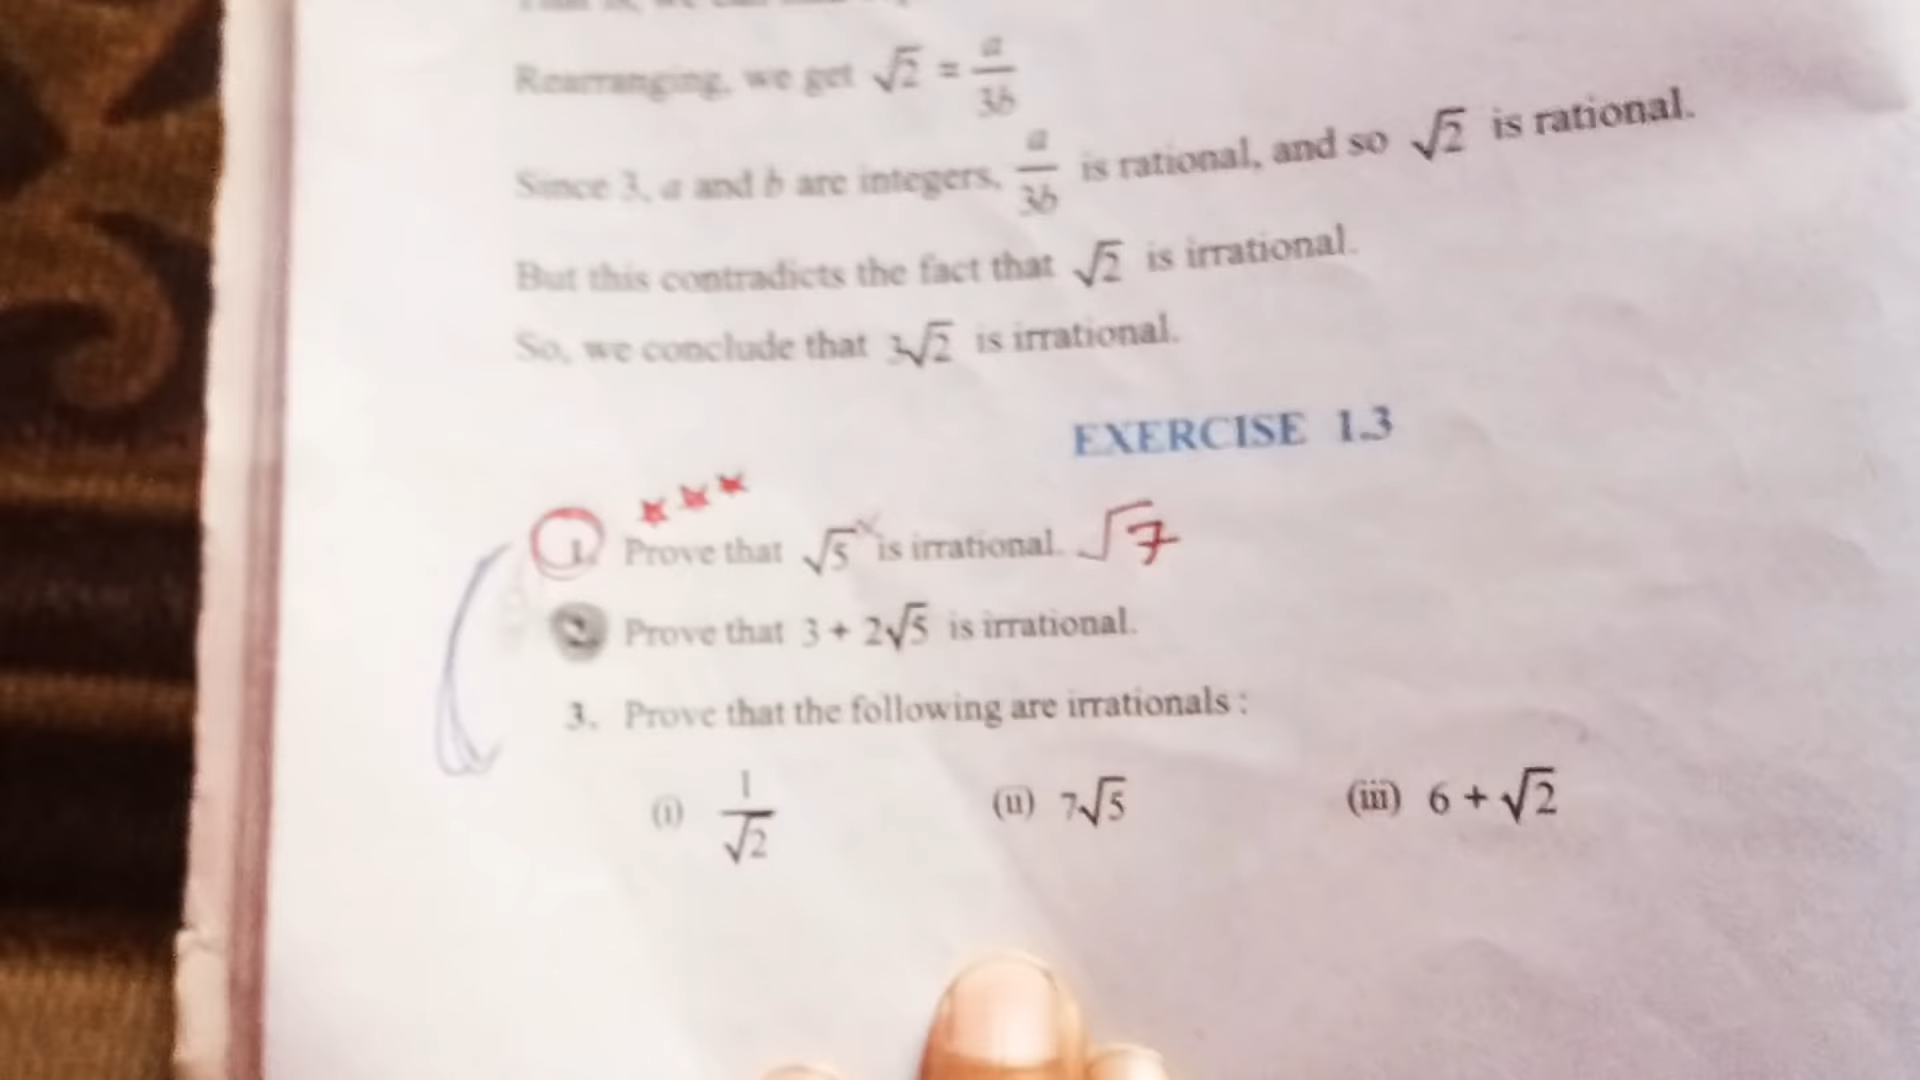 Rearranging, we get √2 = a/3b
Since 3, a and b are integers, a/3b is rational, and so √2 is rational.
But this contradicts the fact that √2 is irrational.
So, we conclude that 3√2 is irrational.
EXERCISE 1.3
1. Prove that √5 is irrational. √7
2. Prove that 3 + 2√5 is irrational.
3. Prove that the following are irrationals :
(i) 1/√2 (ii) 7√5 (iii) 6 + √2